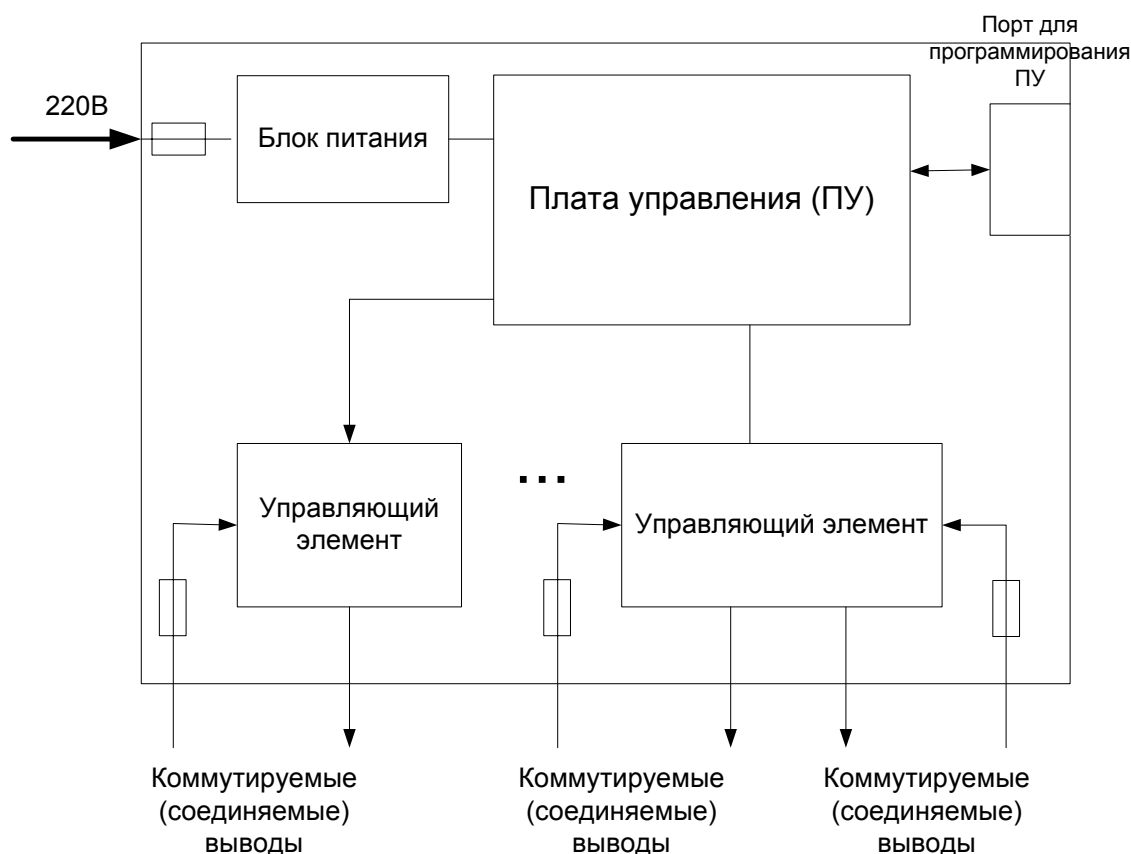 Порт для
программирования
ПУ
220В
Блок питания
Плата управления (ПУ)
...
Управляющий
элемент
Управляющий элемент
Коммутируемые
(соединяемые)
выводы
Коммутируемые
(соединяемые)
выводы
Коммутируемые
(соединяемые)
выводы